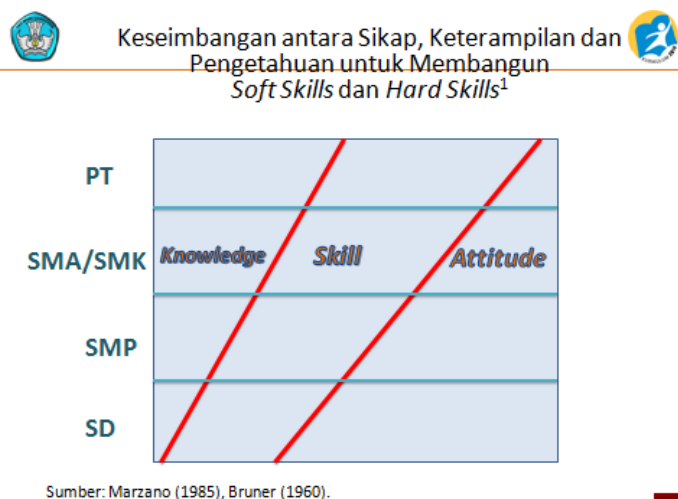 Keseimbangan antara Sikap, Keterampilan dan
Pengetahuan untuk Membangun
Soft Skills dan Hard Skills¹
PT
SMA/SMK
Knowledge
Skill
Attitude
SMP
SD
Sumber: Marzano (1985), Bruner (1960).